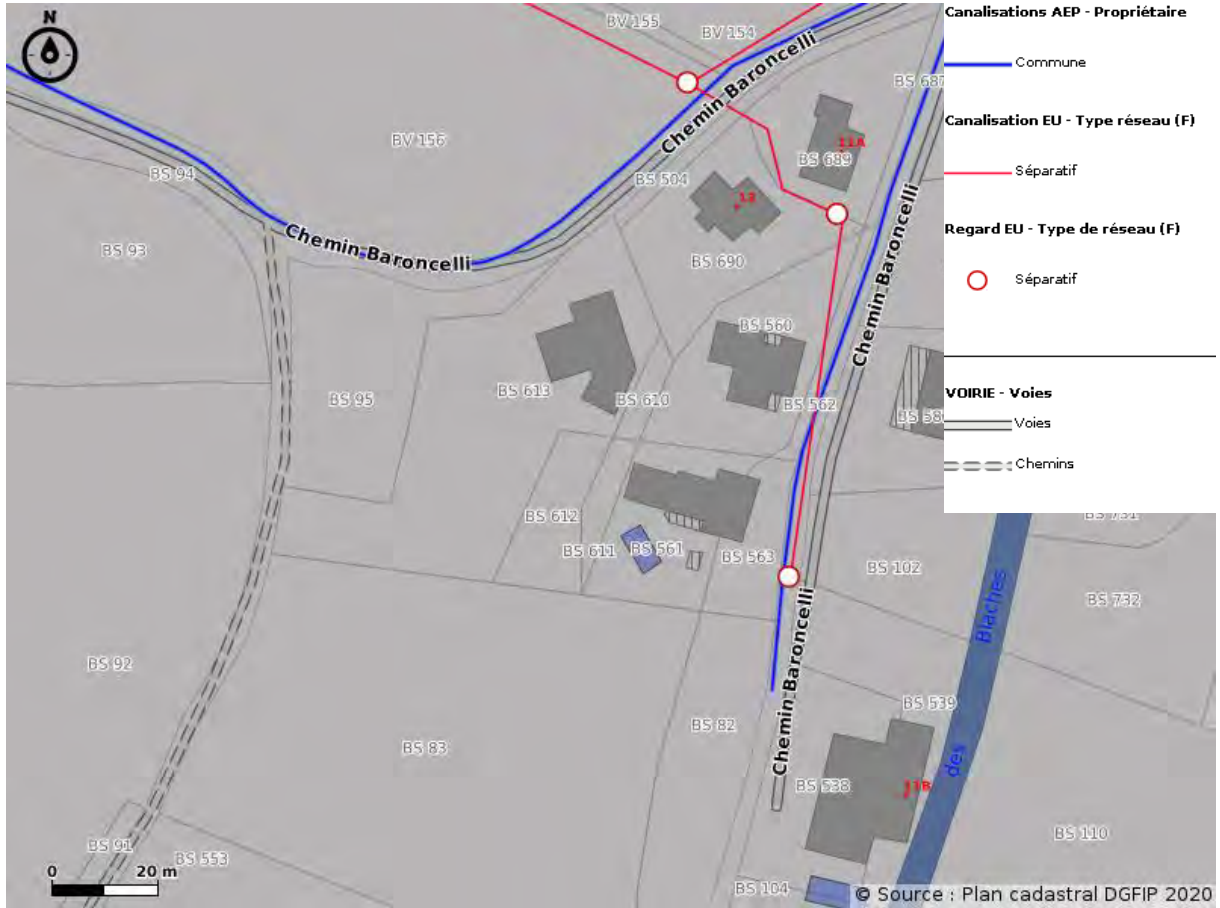 N
BV 155
BV 154
Canalisations AEP - Propriétaire
Commune
Canalisation EU - Type réseau (F)
Séparatif
Regard EU - Type de réseau (F)
Séparatif
VOIRIE - Voies
Voies
Chemins
BS 687
BV 156
Chemin Baroncelli
11A
BS 689
BS 94
BS 504
BS 93
Chemin Baroncelli
BS 690
Chemin Baroncelli
BS 560
BS 95
BS 613
BS 610
BS 562
BS 612
BS 611
BS 561
BS 563
BS 102
BS 732
Blaches
BS 92
BS 83
BS 82
BS 539
Chemin Baroncelli
des
BS 538
11B
BS 110
BS 91
BS 553
BS 104
0
20 m
© Source : Plan cadastral DGFIP 2020